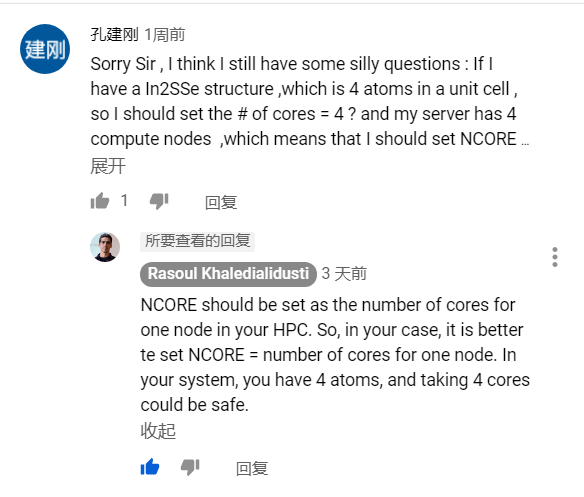 建刚
孔建刚 1周前
Sorry Sir , I think I still have some silly questions : If I
have a In2SSe structure ,which is 4 atoms in a unit cell ,
so I should set the # of cores = 4 ? and my server has 4
compute nodes ,which means that I should set NCORE ...
展开
1 回复
所要查看的回复
Rasoul Khaledialidusti 3 天前
NCORE should be set as the number of cores for
one node in your HPC. So, in your case, it is better
te set NCORE = number of cores for one node. In
your system, you have 4 atoms, and taking 4 cores
could be safe.
收起
回复